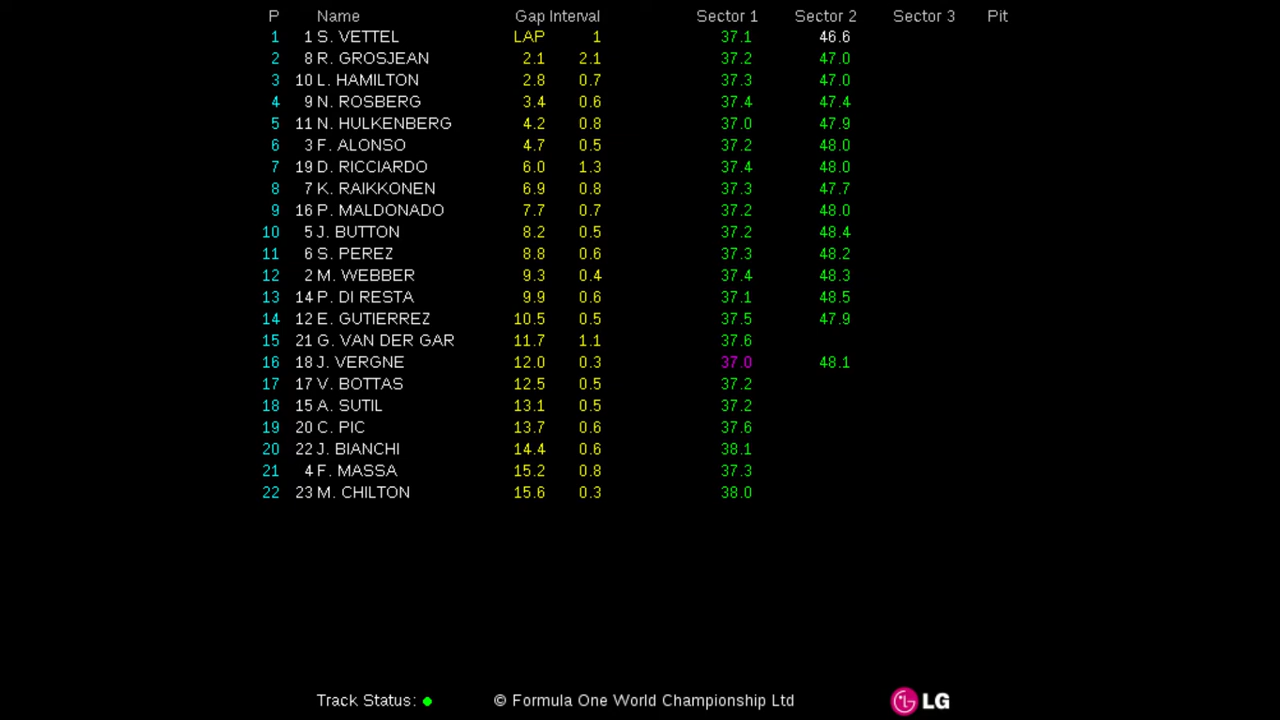 P Name Gap Interval Sector 1 Sector 2 Sector 3 Pit
1 1 S. VETTEL LAP 1 37.1 46.6
2 8 R. GROSJEAN 2.1 2.1 37.2 47.0
3 10 L. HAMILTON 2.8 0.7 37.3 47.0
4 9 N. ROSBERG 3.4 0.6 37.4 47.4
5 11 N. HULKENBERG 4.2 0.8 37.0 47.9
6 3 F. ALONSO 4.7 0.5 37.2 48.0
7 19 D. RICCIARDO 6.0 1.3 37.4 48.0
8 7 K. RAIKKONEN 6.9 0.8 37.3 47.7
9 16 P. MALDONADO 7.7 0.7 37.2 48.0
10 5 J. BUTTON 8.2 0.5 37.2 48.4
11 6 S. PEREZ 8.8 0.6 37.3 48.2
12 2 M. WEBBER 9.3 0.4 37.4 48.3
13 14 P. DI RESTA 9.9 0.6 37.1 48.5
14 12 E. GUTIERREZ 10.5 0.5 37.5 47.9
15 21 G. VAN DER GAR 11.7 1.1 37.6
16 18 J. VERGNE 12.0 0.3 37.0 48.1
17 17 V. BOTTAS 12.5 0.5 37.2
18 15 A. SUTIL 13.1 0.5 37.2
19 20 C. PIC 13.7 0.6 37.6
20 22 J. BIANCHI 14.4 0.6 38.1
21 4 F. MASSA 15.2 0.8 37.3
22 23 M. CHILTON 15.6 0.3 38.0
Track Status: © Formula One World Championship Ltd LG